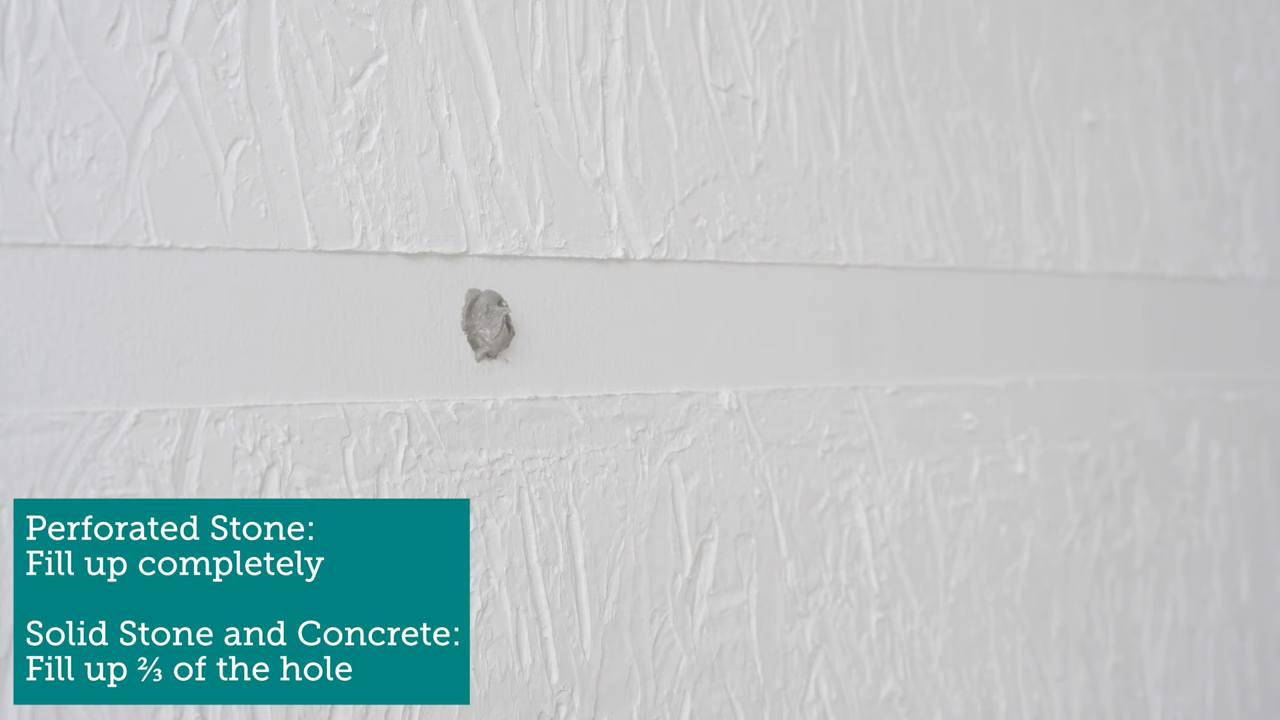 Perforated Stone:
Fill up completely
Solid Stone and Concrete:
Fill up ⅔ of the hole